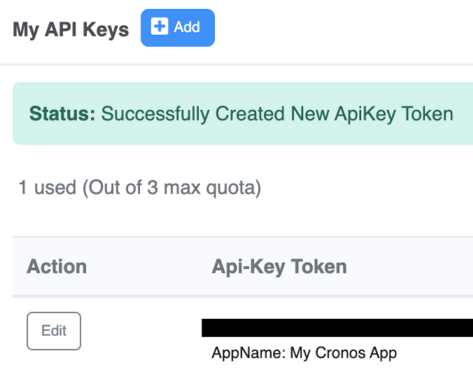 My API Keys Add
Status: Successfully Created New ApiKey Token
1 used (Out of 3 max quota)
Action Api-Key Token
Edit
AppName: My Cronos App